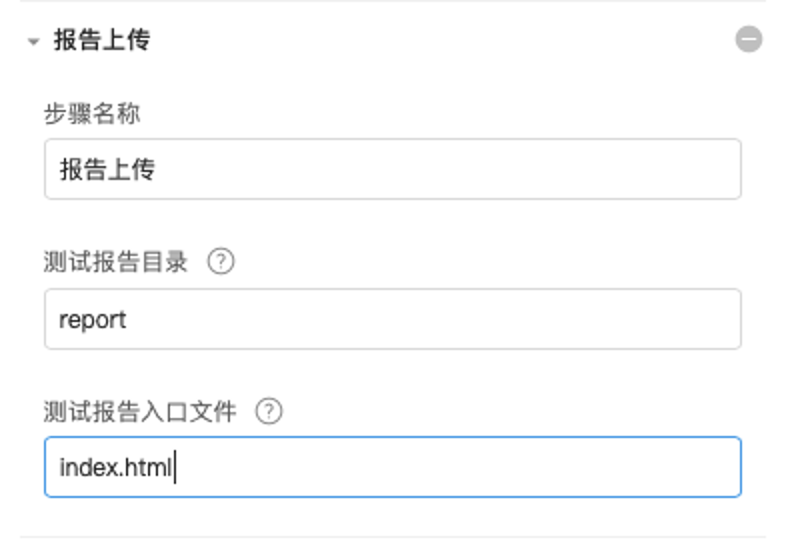 报告上传
步骤名称
报告上传
测试报告目录 ?
report
测试报告入口文件 ?
index.html